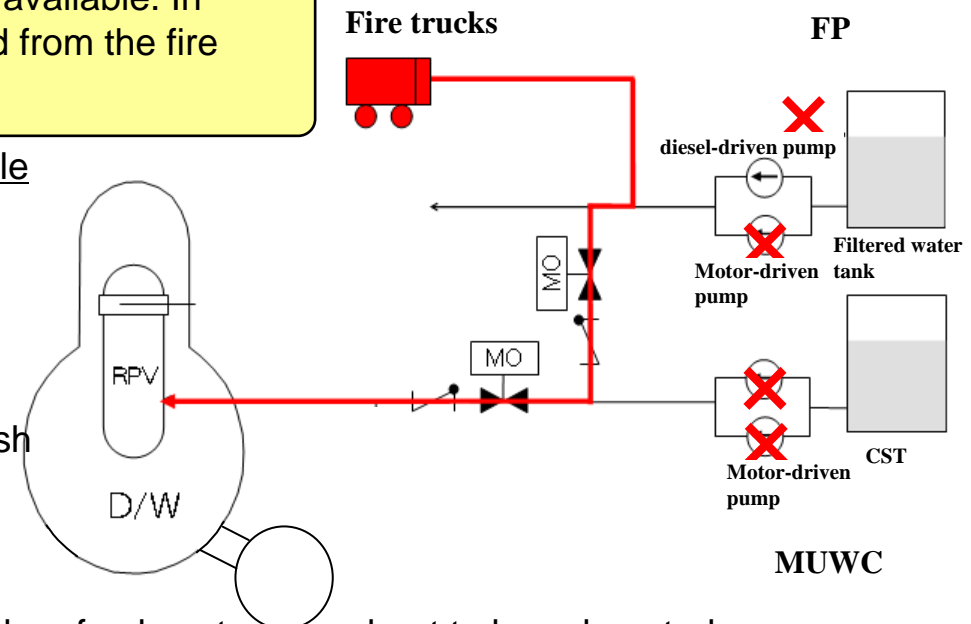 available. In
from the fire
Fire trucks
FP
diesel-driven pump
Filtered water
tank
Motor-driven
pump
MO
MO
RPV
D/W
CST
Motor-driven
pump
MUWC